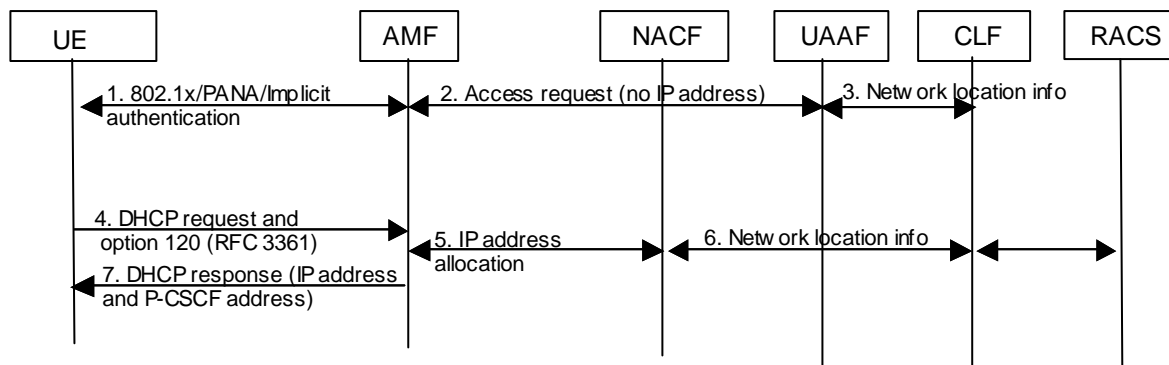 UE
AMF
NACF
UAAF
CLF
RACS
1. 802.1x/PANA/Implicit
authentication
2. Access request (no IP address)
3. Network location info
4. DHCP request and
option 120 (RFC 3361)
5. IP address
allocation
6. Network location info
7. DHCP response (IP address
and P-CSCF address)